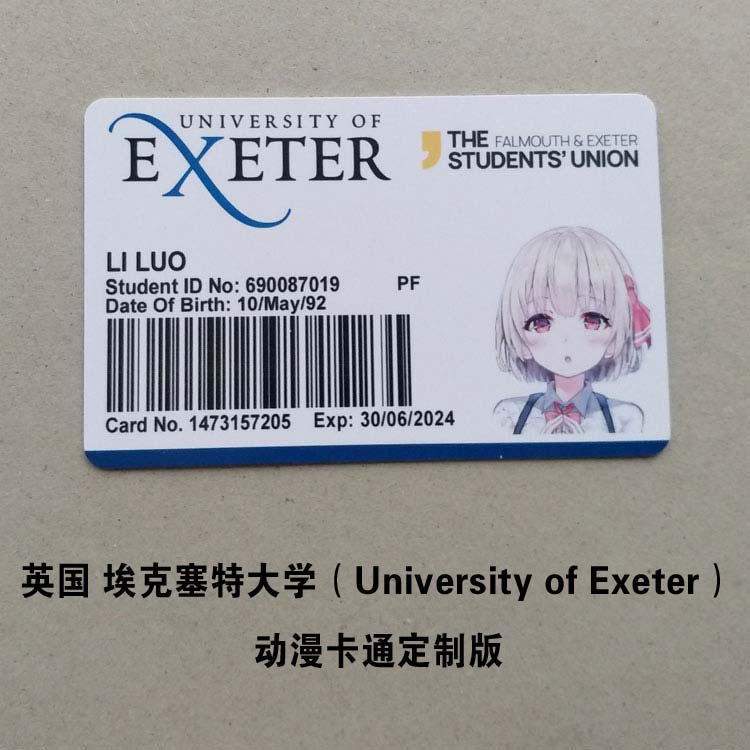 UNIVERSITY OF
EXETER
THE FALMOUTH & EXETER
STUDENTS' UNION
LI LUO
Student ID No: 690087019 PF
Date Of Birth: 10/May/92
Card No. 1473157205 Exp: 30/06/2024
英国 埃克塞特大学（University of Exeter）
动漫卡通定制版